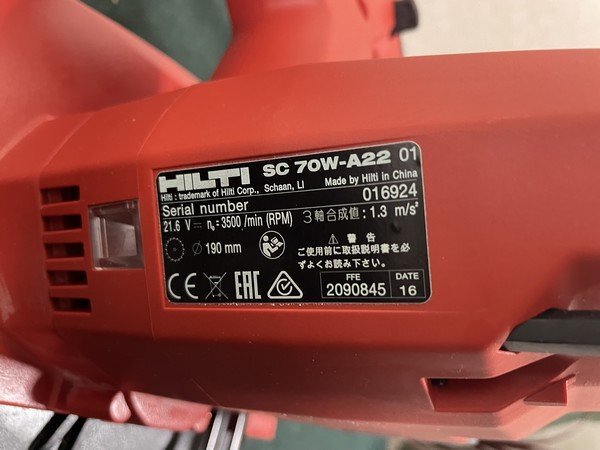 HILTI SC 70W-A22 01
Hilti : trademark of Hilti Corp., Schaan, LI Made by Hilti in China
Serial number 016924
21.6 V ⎓ n₀= 3500 /min (RPM) 3軸合成値 : 1.3 m/s²
190 mm
⚠ 警告
ご使用前に取扱説明書を必
ずよくお読み下さい。
CE EAC
FFE DATE
2090845 16